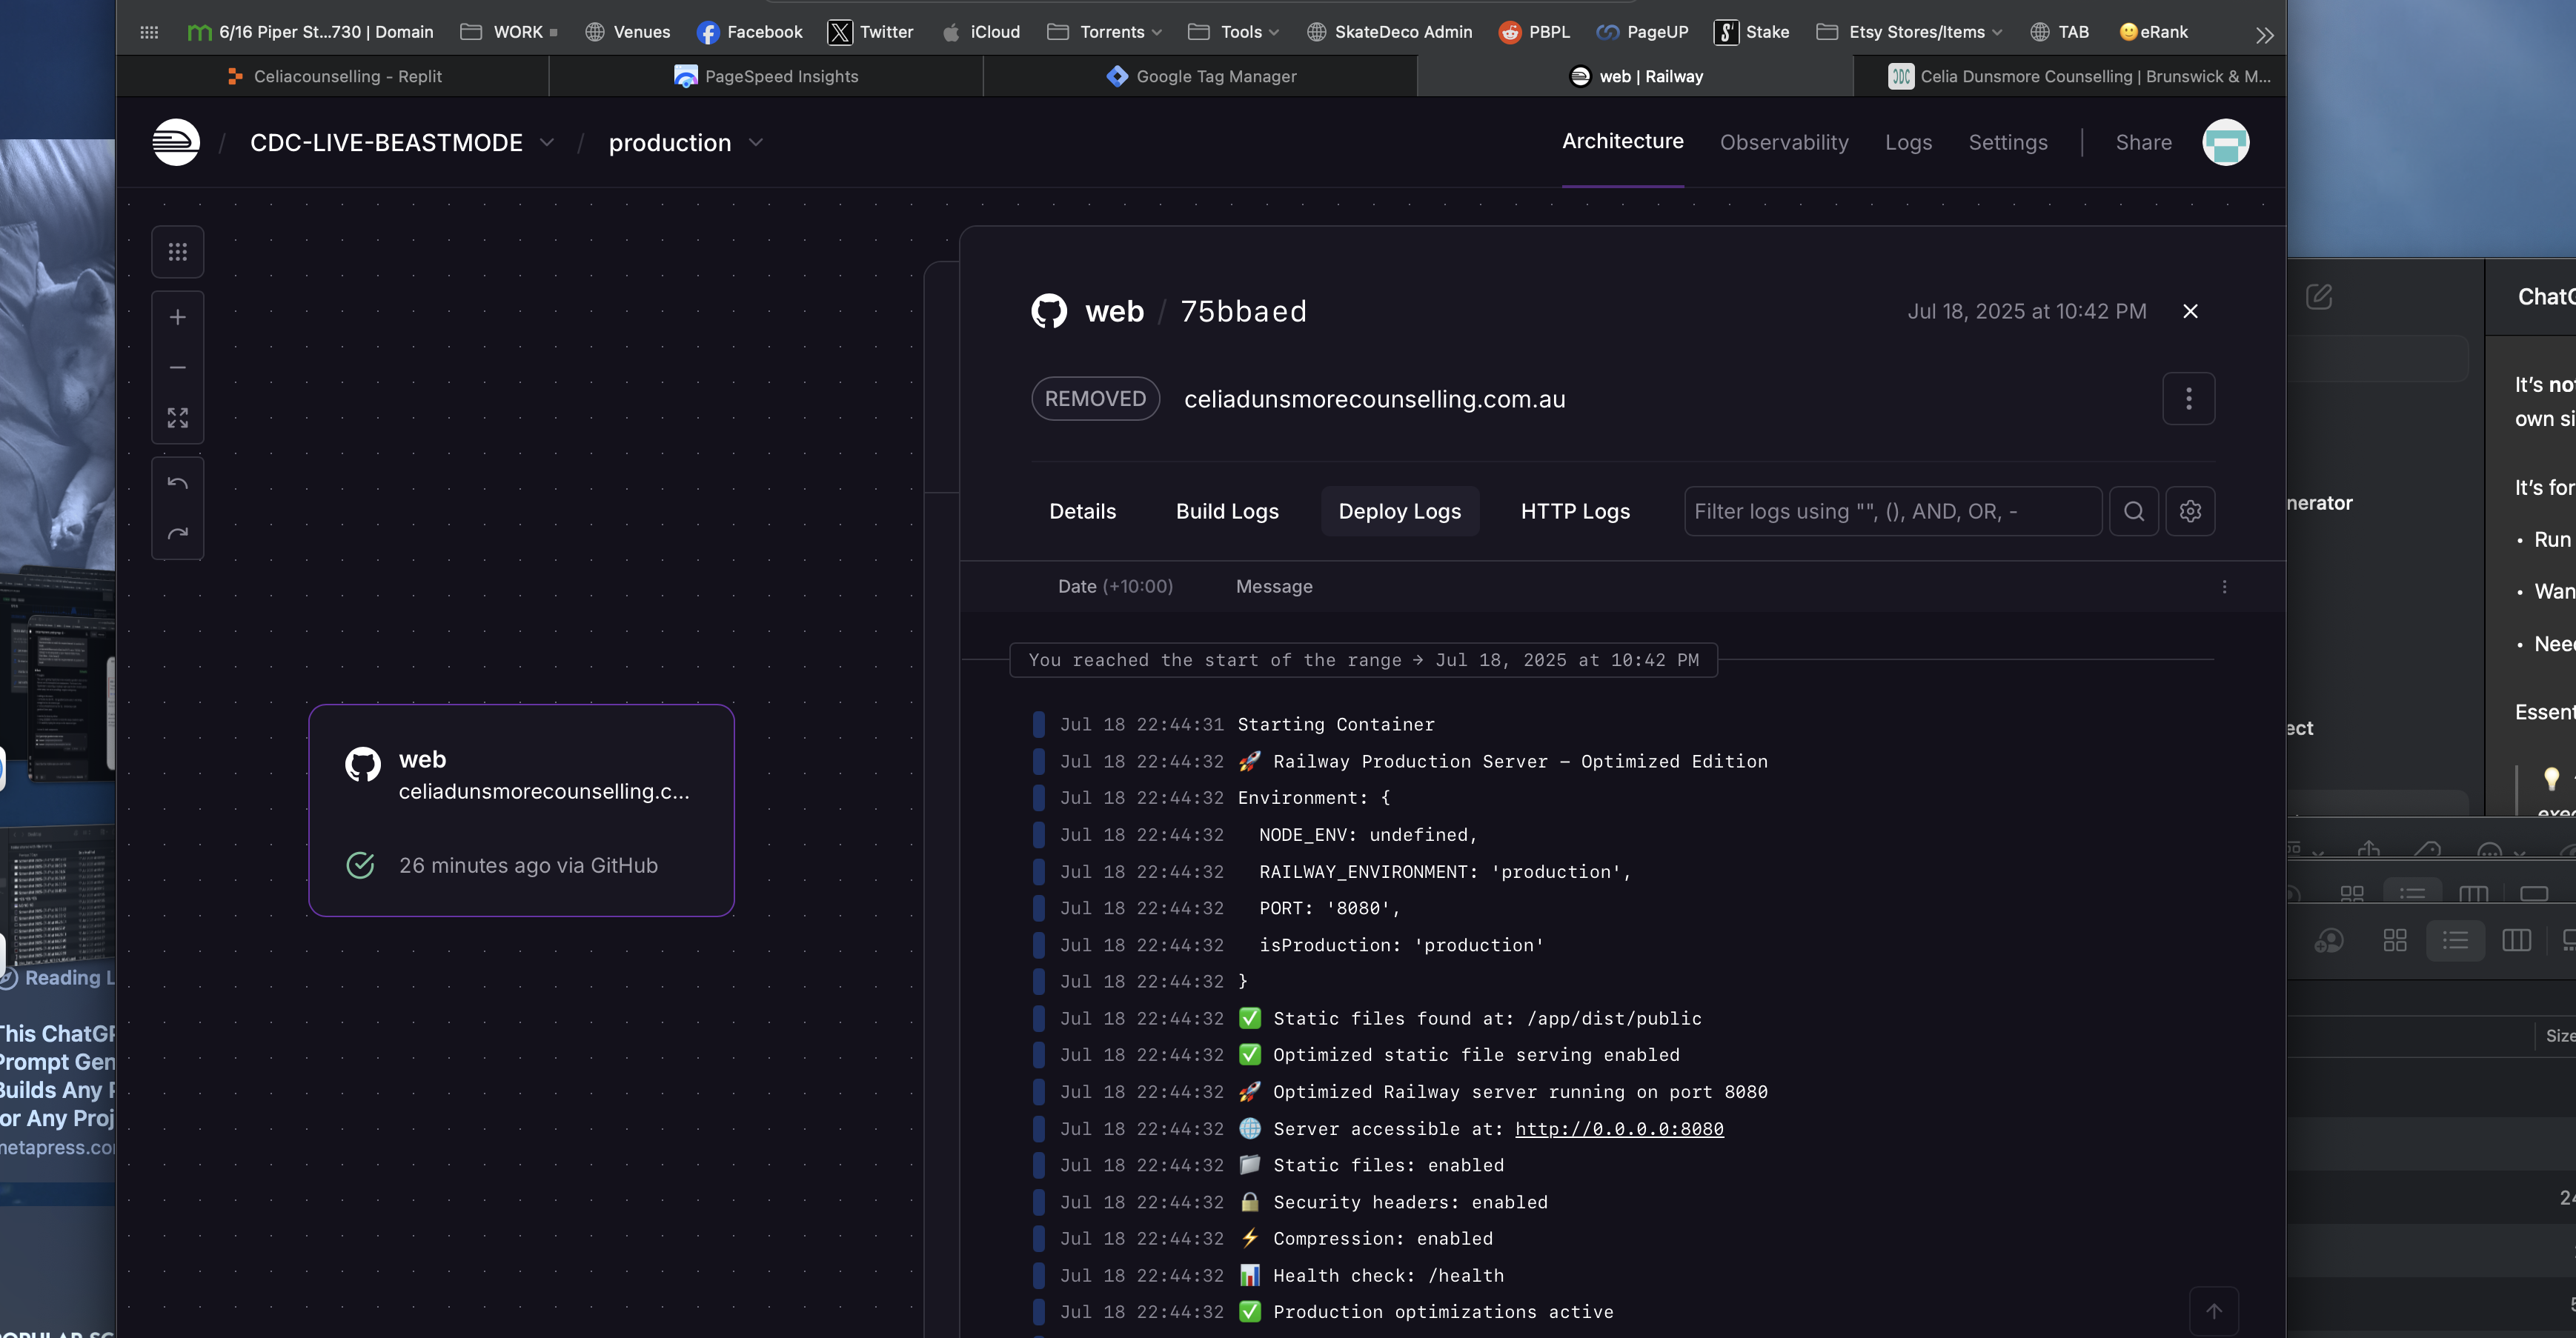 6/16 Piper St...730 | Domain WORK Venues Facebook Twitter iCloud Torrents Tools SkateDeco Admin PBPL PageUP Stake Etsy Stores/Items TAB eRank
Celiacounselling - Replit PageSpeed Insights Google Tag Manager web | Railway Celia Dunsmore Counselling | Brunswick & M...
/ CDC-LIVE-BEASTMODE / production Architecture Observability Logs Settings | Share
web / 75bbaed Jul 18, 2025 at 10:42 PM
REMOVED celiadunsmorecounselling.com.au
Details Build Logs Deploy Logs HTTP Logs Filter logs using "", (), AND, OR, -
Date (+10:00) Message
You reached the start of the range → Jul 18, 2025 at 10:42 PM
Jul 18 22:44:31 Starting Container
Jul 18 22:44:32 🚀 Railway Production Server – Optimized Edition
Jul 18 22:44:32 Environment: {
Jul 18 22:44:32 NODE_ENV: undefined,
Jul 18 22:44:32 RAILWAY_ENVIRONMENT: 'production',
Jul 18 22:44:32 PORT: '8080',
Jul 18 22:44:32 isProduction: 'production'
Jul 18 22:44:32 }
Jul 18 22:44:32 ✅ Static files found at: /app/dist/public
Jul 18 22:44:32 ✅ Optimized static file serving enabled
Jul 18 22:44:32 🚀 Optimized Railway server running on port 8080
Jul 18 22:44:32 🌐 Server accessible at: http://0.0.0.0:8080
Jul 18 22:44:32 📁 Static files: enabled
Jul 18 22:44:32 🔒 Security headers: enabled
Jul 18 22:44:32 ⚡ Compression: enabled
Jul 18 22:44:32 📊 Health check: /health
Jul 18 22:44:32 ✅ Production optimizations active
web
celiadunsmorecounselling.c...
26 minutes ago via GitHub
Reading L
This ChatGP
Prompt Gen
Builds Any P
or Any Proj
metapress.co
ChatG
It's no
own si
nerator
It's for
• Run
• Wan
• Nee
Essent
ect
Size